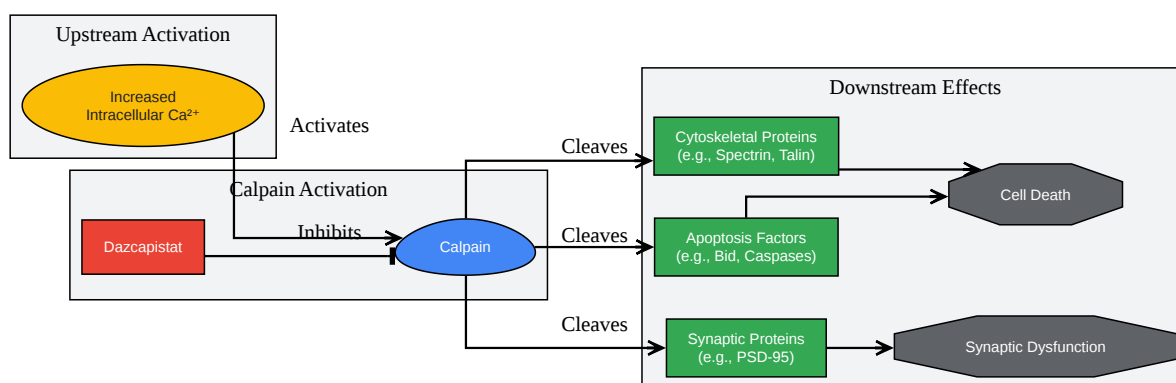 Upstream Activation
Increased
Intracellular Ca²⁺
Activates
Calpain Activation
Dazcapistat
Inhibits
Calpain
Downstream Effects
Cleaves
Cytoskeletal Proteins
(e.g., Spectrin, Talin)
Cell Death
Cleaves
Apoptosis Factors
(e.g., Bid, Caspases)
Cleaves
Synaptic Proteins
(e.g., PSD-95)
Synaptic Dysfunction